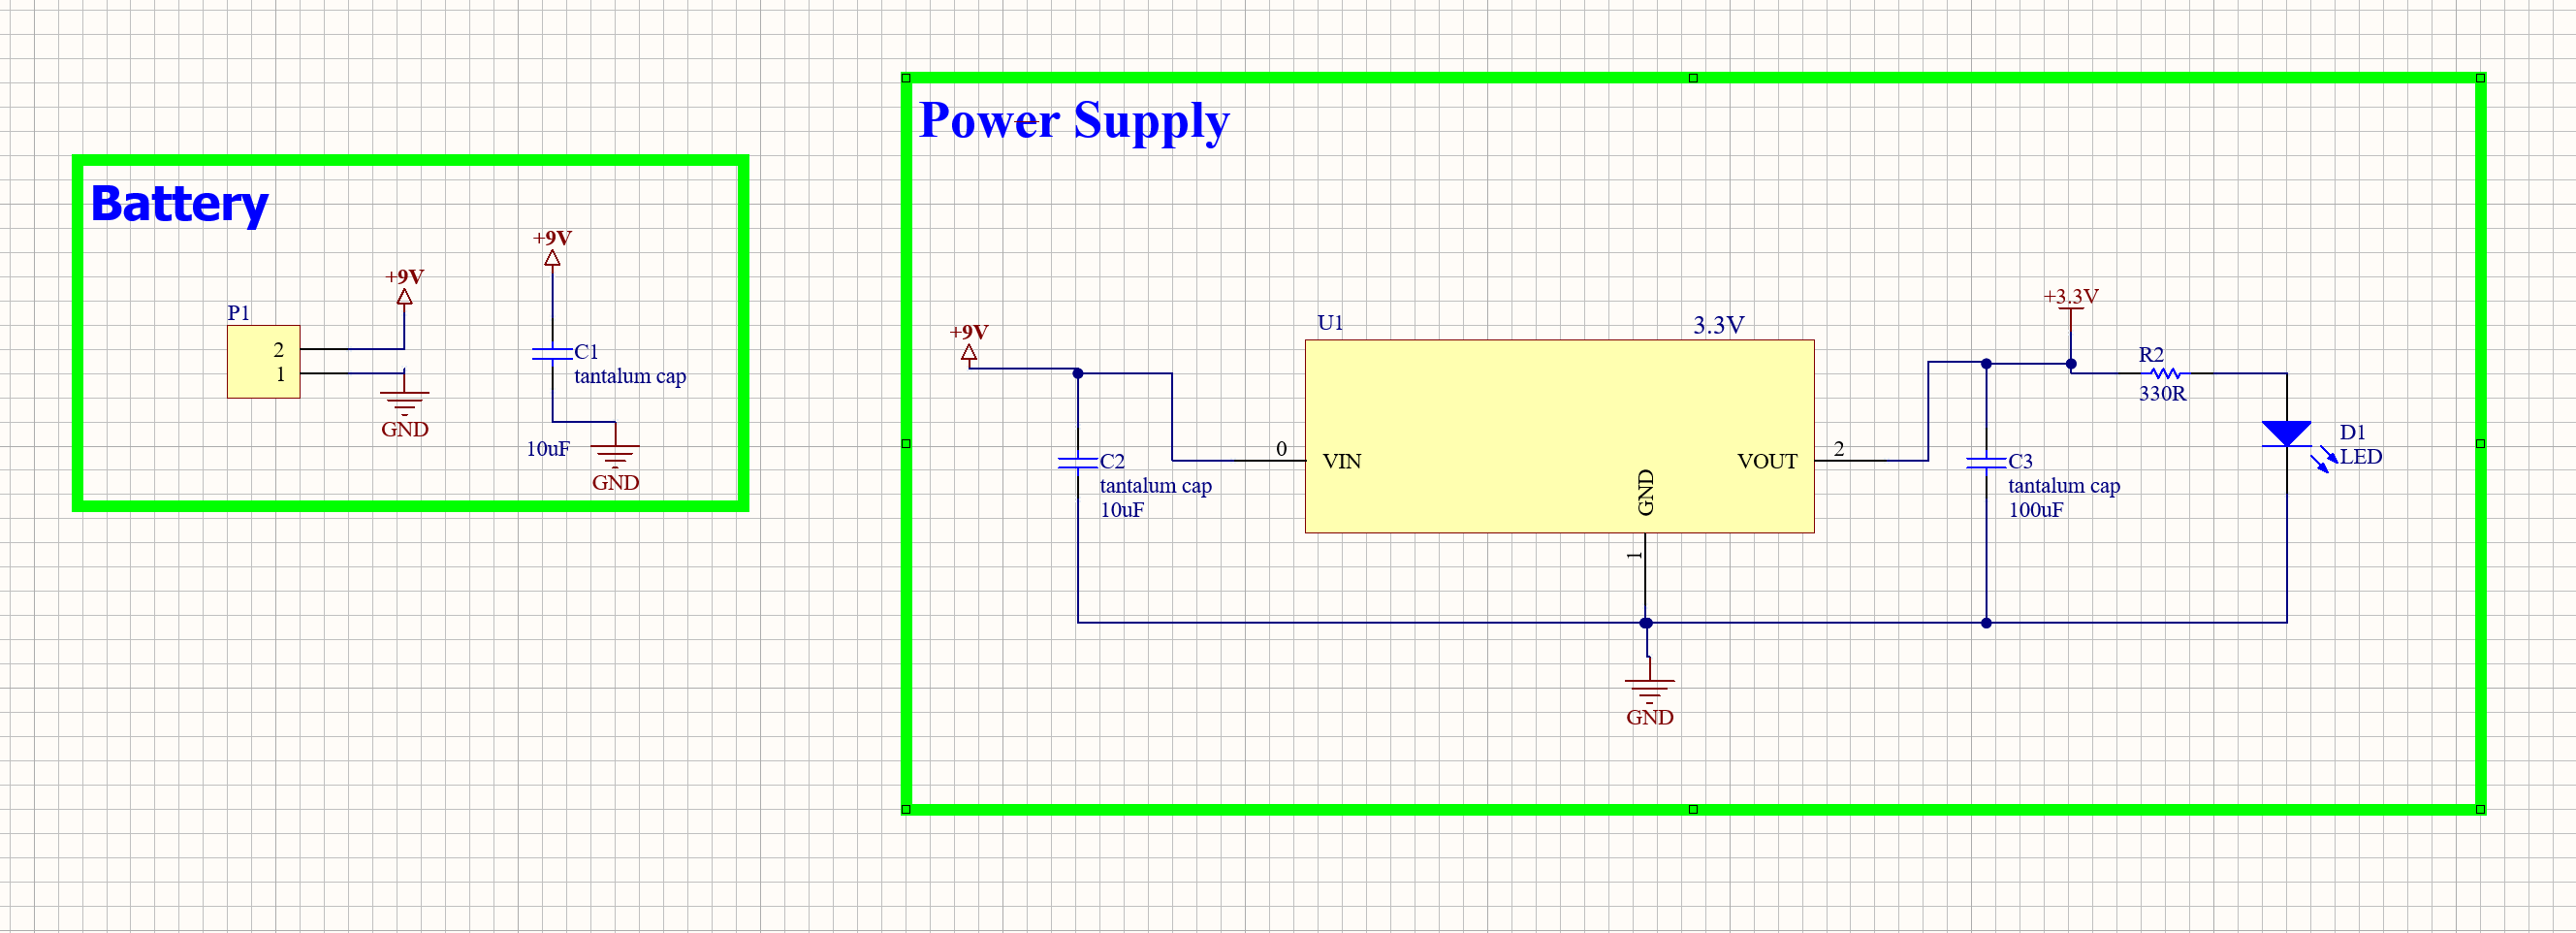 Battery
+9V
+9V
P1
2
1
GND
C1
tantalum cap
10uF
GND
Power Supply
+9V
C2
tantalum cap
10uF
U1
3.3V
0
VIN
VOUT
2
GND
1
GND
+3.3V
C3
tantalum cap
100uF
R2
330R
D1
LED